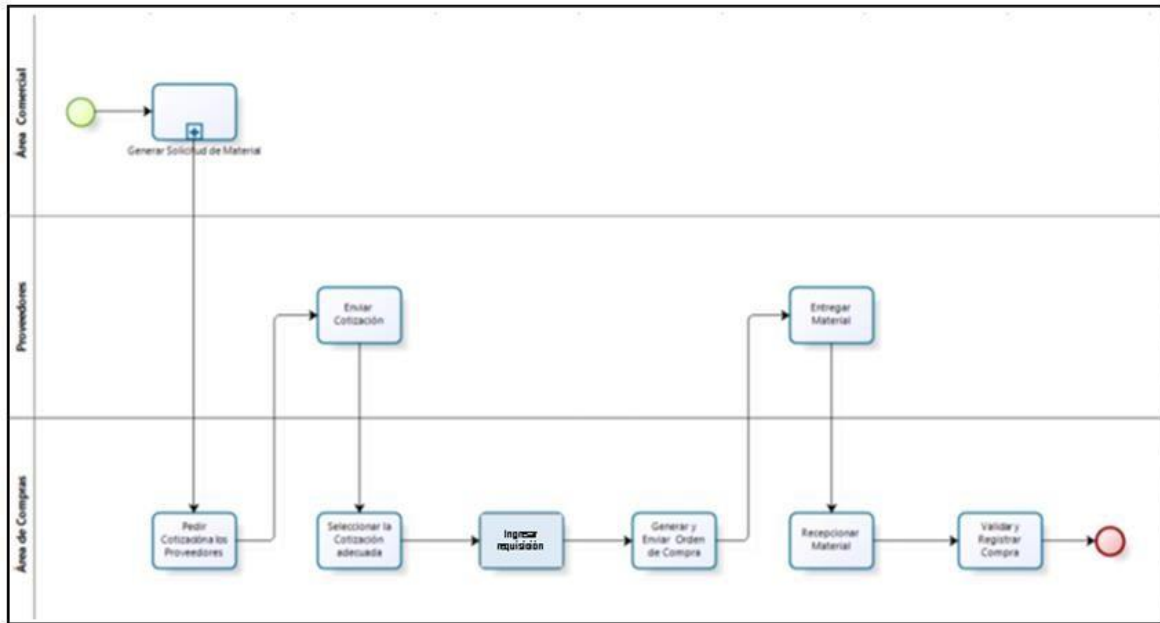 Área Comercial
Generar Solicitud de Material
Proveedores
Enviar
Cotización
Entregar
Material
Área de Compras
Pedir
Cotizacióna los
Proveedores
Seleccionar la
Cotización
adecuada
Ingresar
requisición
Generar y
Enviar Orden
de Compra
Recepcionar
Material
Validar y
Registrar
Compra